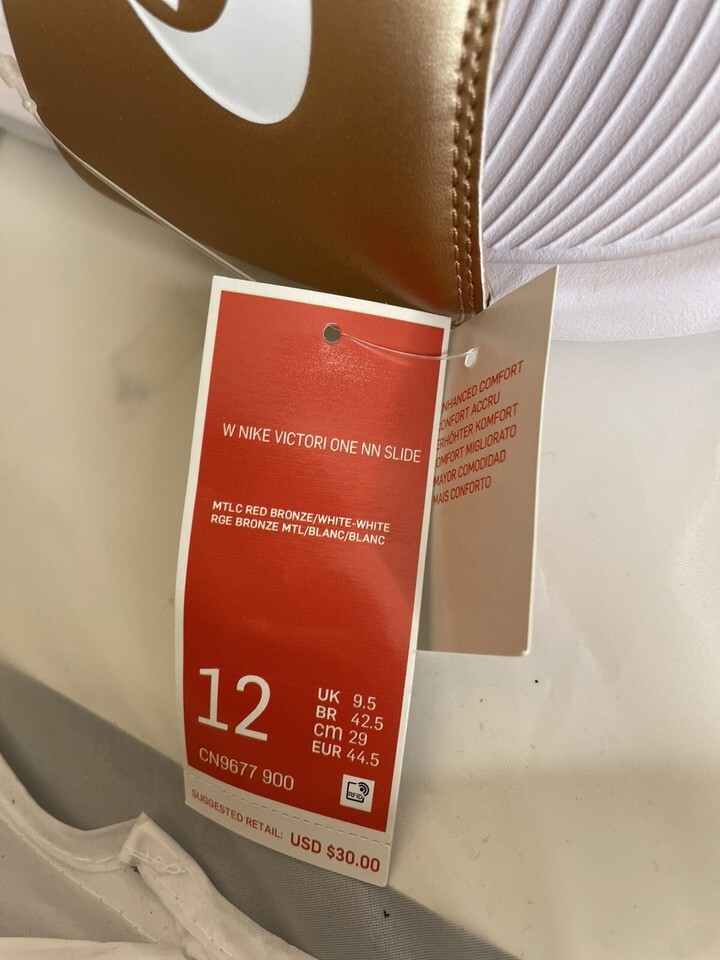 W NIKE VICTORI ONE NN SLIDE
MTLC RED BRONZE/WHITE-WHITE
RGE BRONZE MTL/BLANC/BLANC
12
UK 9.5
BR 42.5
cm 29
EUR 44.5
CN9677 900
RFID
SUGGESTED RETAIL: USD $30.00
NHANCED COMFORT
ONFORT ACCRU
ERHÖHTER KOMFORT
OMFORT MIGLIORATO
MAYOR COMODIDAD
MAIS CONFORTO